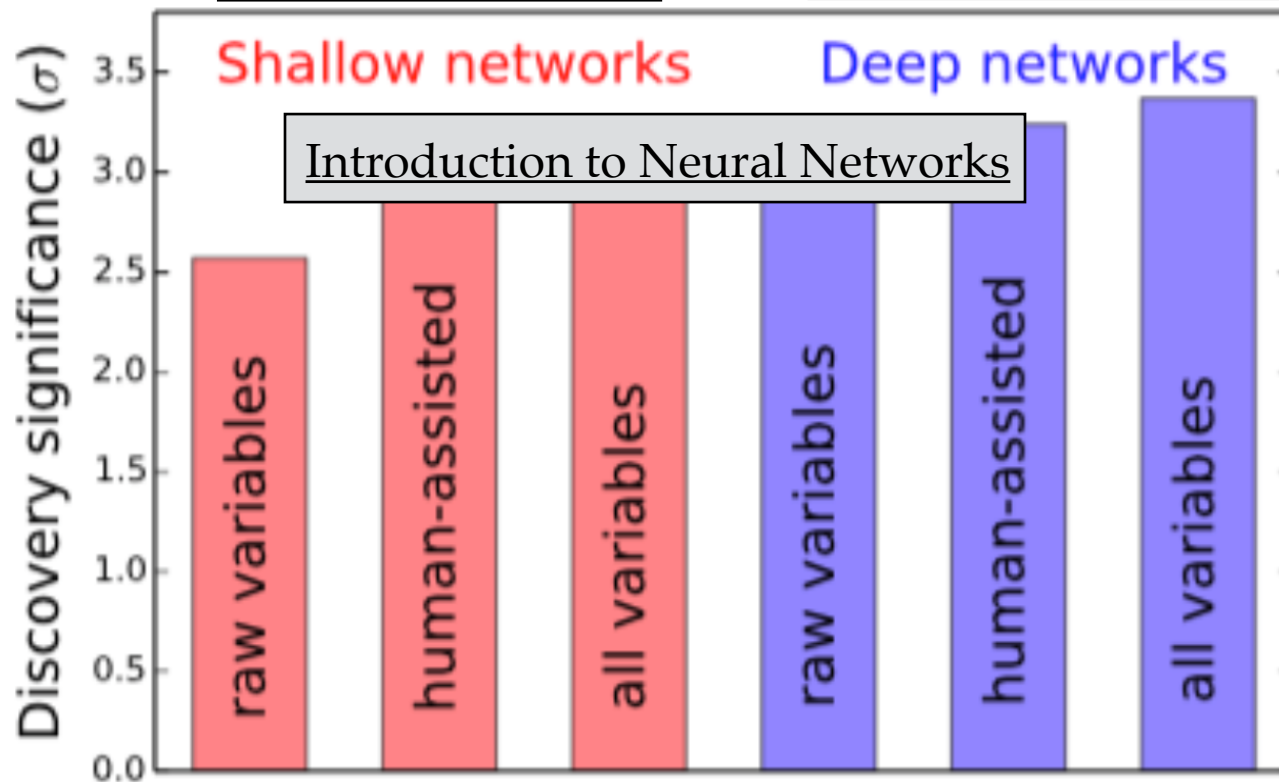 Shallow networks
Deep networks
Introduction to Neural Networks
Discovery significance (σ)
3.5
3.0
2.5
2.0
1.5
1.0
0.5
0.0
raw variables
human-assisted
all variables
raw variables
human-assisted
all variables